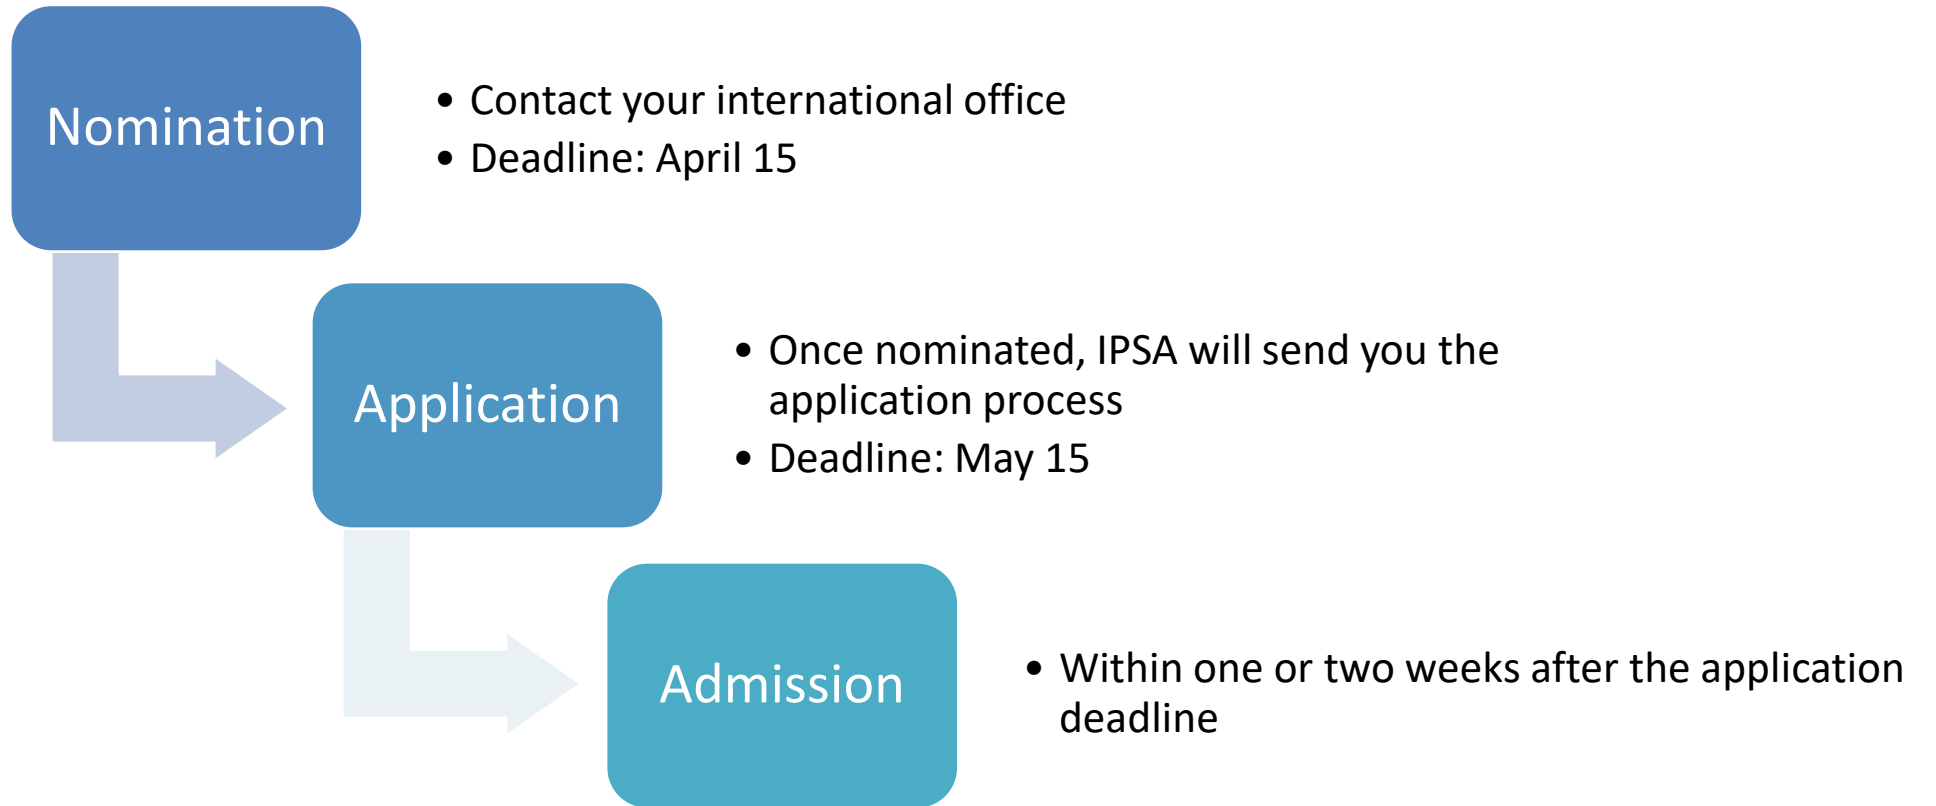 Nomination
• Contact your international office
• Deadline: April 15
Application
• Once nominated, IPSA will send you the
application process
• Deadline: May 15
Admission
• Within one or two weeks after the application
deadline